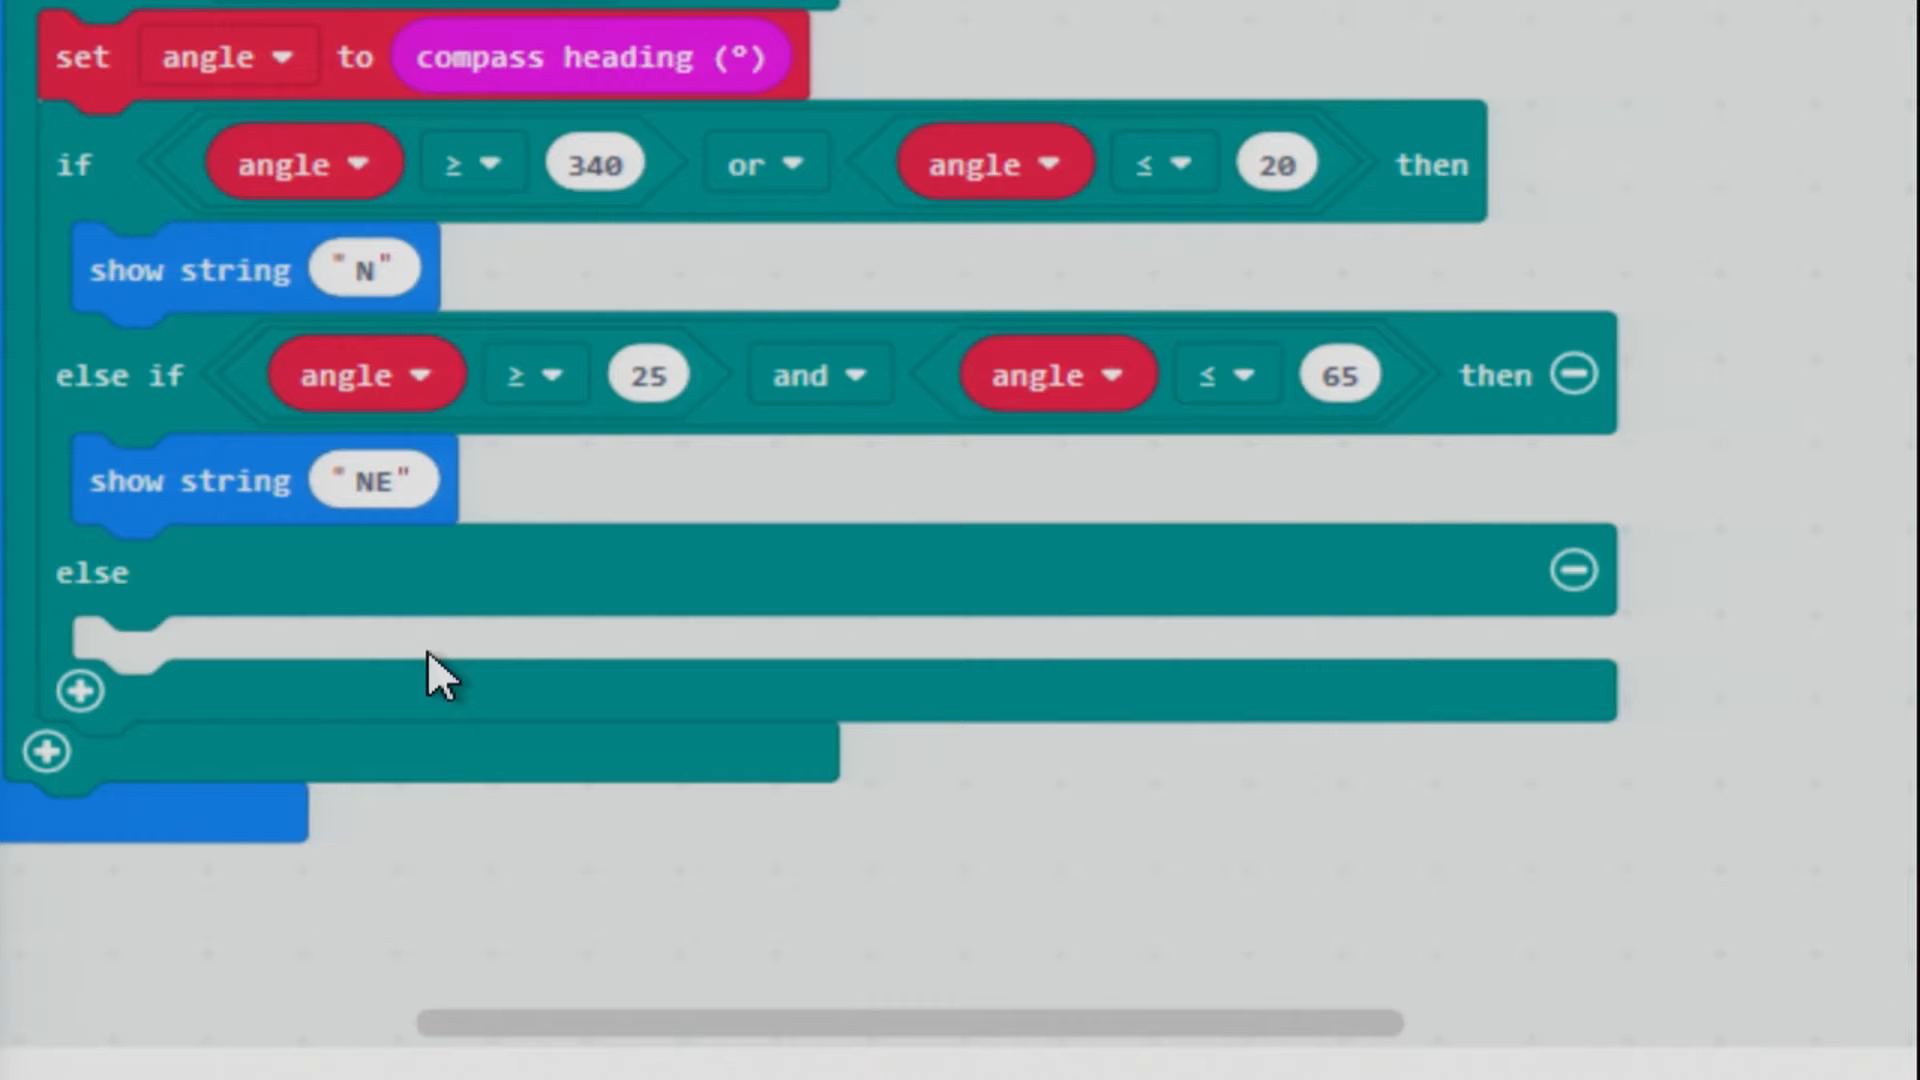 set angle to compass heading (°)
if angle ≥ 340 or angle ≤ 20 then
show string "N"
else if angle ≥ 25 and angle ≤ 65 then
show string "NE"
else